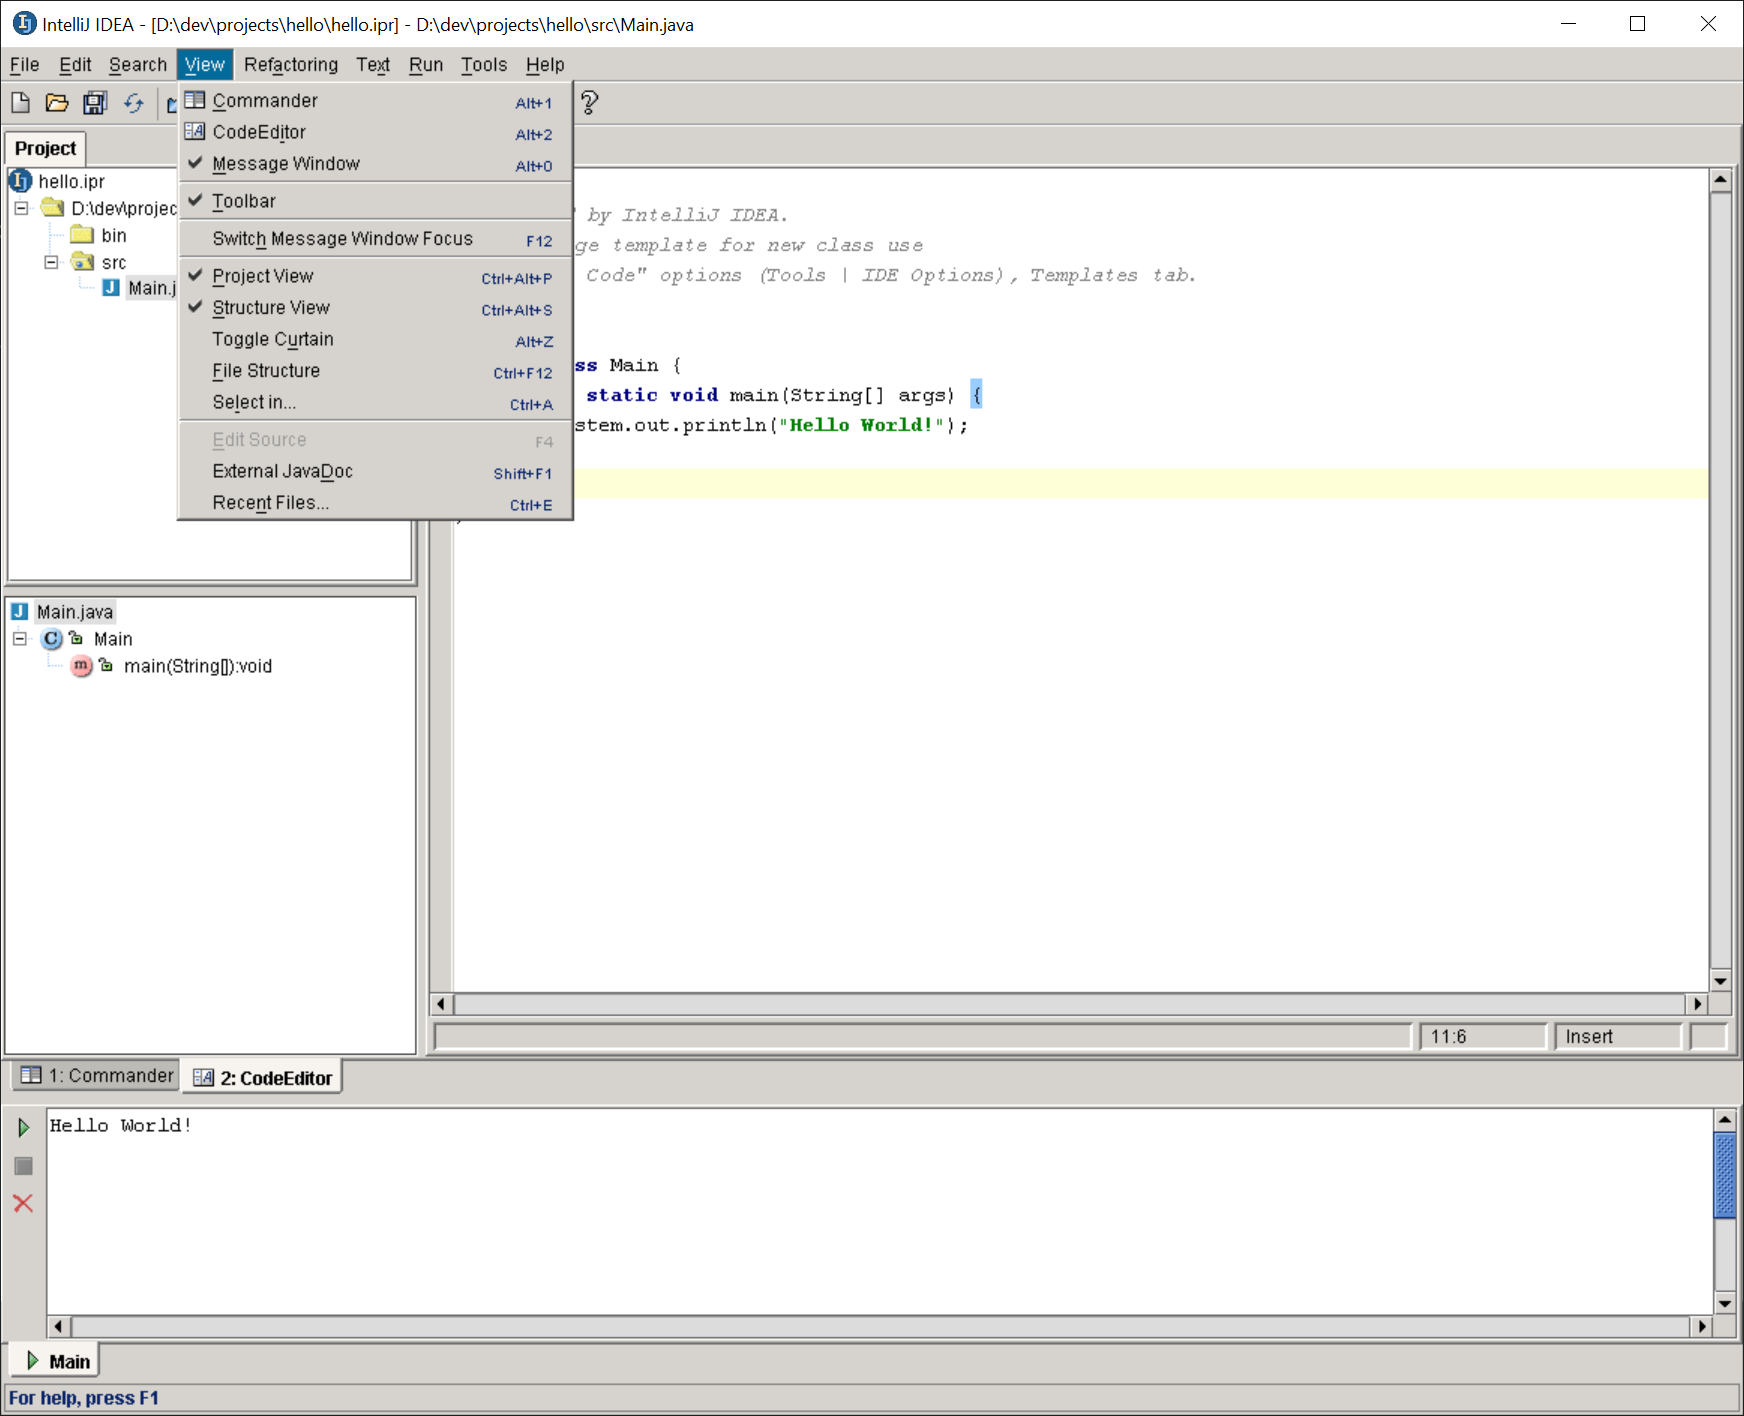 IntelliJ IDEA - [D:\dev\projects\hello\hello.ipr] - D:\dev\projects\hello\src\Main.java
File Edit Search View Refactoring Text Run Tools Help
Commander Alt+1
CodeEditor Alt+2
Message Window Alt+0
Toolbar
Switch Message Window Focus F12
Project View Ctrl+Alt+P
Structure View Ctrl+Alt+S
Toggle Curtain Alt+Z
File Structure Ctrl+F12
Select in... Ctrl+A
Edit Source F4
External JavaDoc Shift+F1
Recent Files... Ctrl+E
Project
hello.ipr
D:\dev\projec
bin
src
Main.j
by IntelliJ IDEA.
ge template for new class use
Code" options (Tools | IDE Options), Templates tab.
ss Main {
static void main(String[] args) {
stem.out.println("Hello World!");
Main.java
Main
main(String[]):void
11:6 Insert
1: Commander 2: CodeEditor
Hello World!
Main
For help, press F1